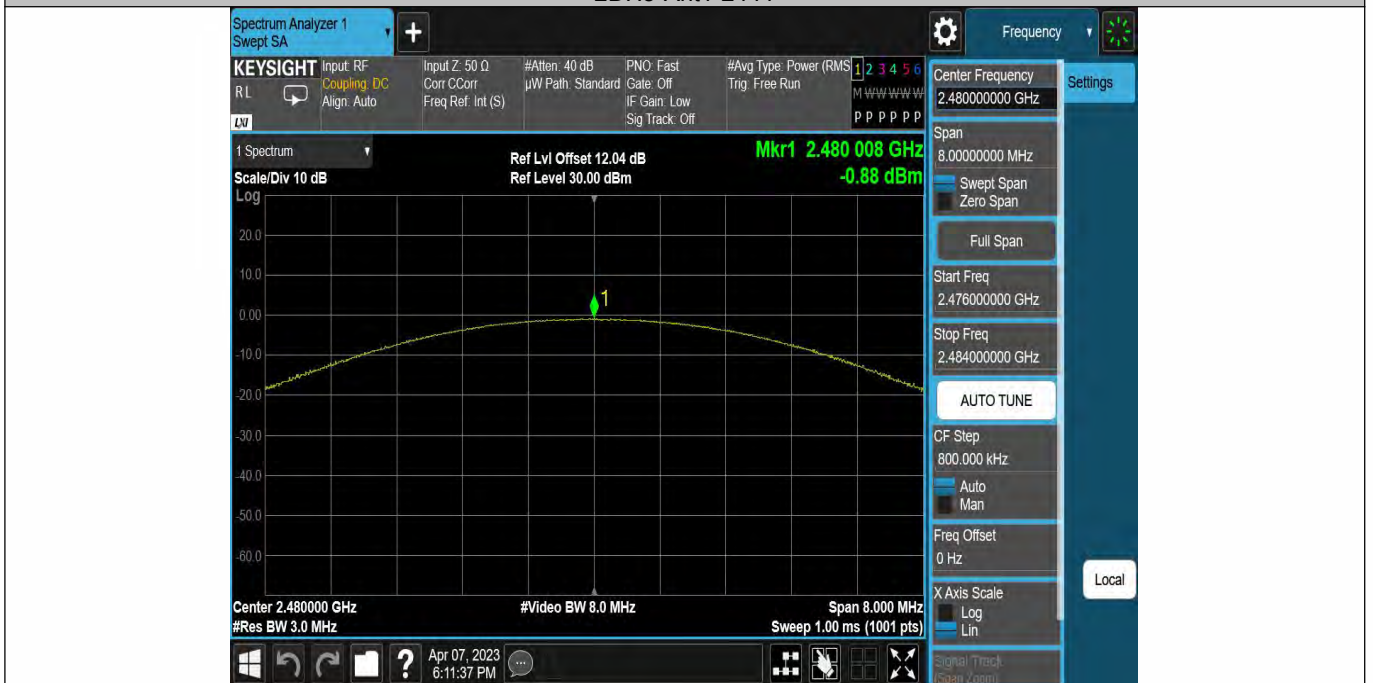 Spectrum Analyzer 1
Swept SA
+
Frequency
KEYSIGHT
RL
LXI
Input: RF
Coupling: DC
Align: Auto
Input Z: 50 Ω
Corr CCorr
Freq Ref: Int (S)
#Atten: 40 dB
µW Path: Standard
PNO: Fast
Gate: Off
IF Gain: Low
Sig Track: Off
#Avg Type: Power (RMS
Trig: Free Run
1 2 3 4 5 6
M W W W W W
P P P P P P
1 Spectrum
Scale/Div 10 dB
Log
Ref Lvl Offset 12.04 dB
Ref Level 30.00 dBm
Mkr1 2.480 008 GHz
-0.88 dBm
20.0
10.0
0.00
-10.0
-20.0
-30.0
-40.0
-50.0
-60.0
1
Center 2.480000 GHz
#Res BW 3.0 MHz
#Video BW 8.0 MHz
Span 8.000 MHz
Sweep 1.00 ms (1001 pts)
Center Frequency
2.480000000 GHz
Settings
Span
8.00000000 MHz
Swept Span
Zero Span
Full Span
Start Freq
2.476000000 GHz
Stop Freq
2.484000000 GHz
AUTO TUNE
CF Step
800.000 kHz
Auto
Man
Freq Offset
0 Hz
X Axis Scale
Log
Lin
Local
Signal Track
(Span Zoom)
?
Apr 07, 2023
6:11:37 PM